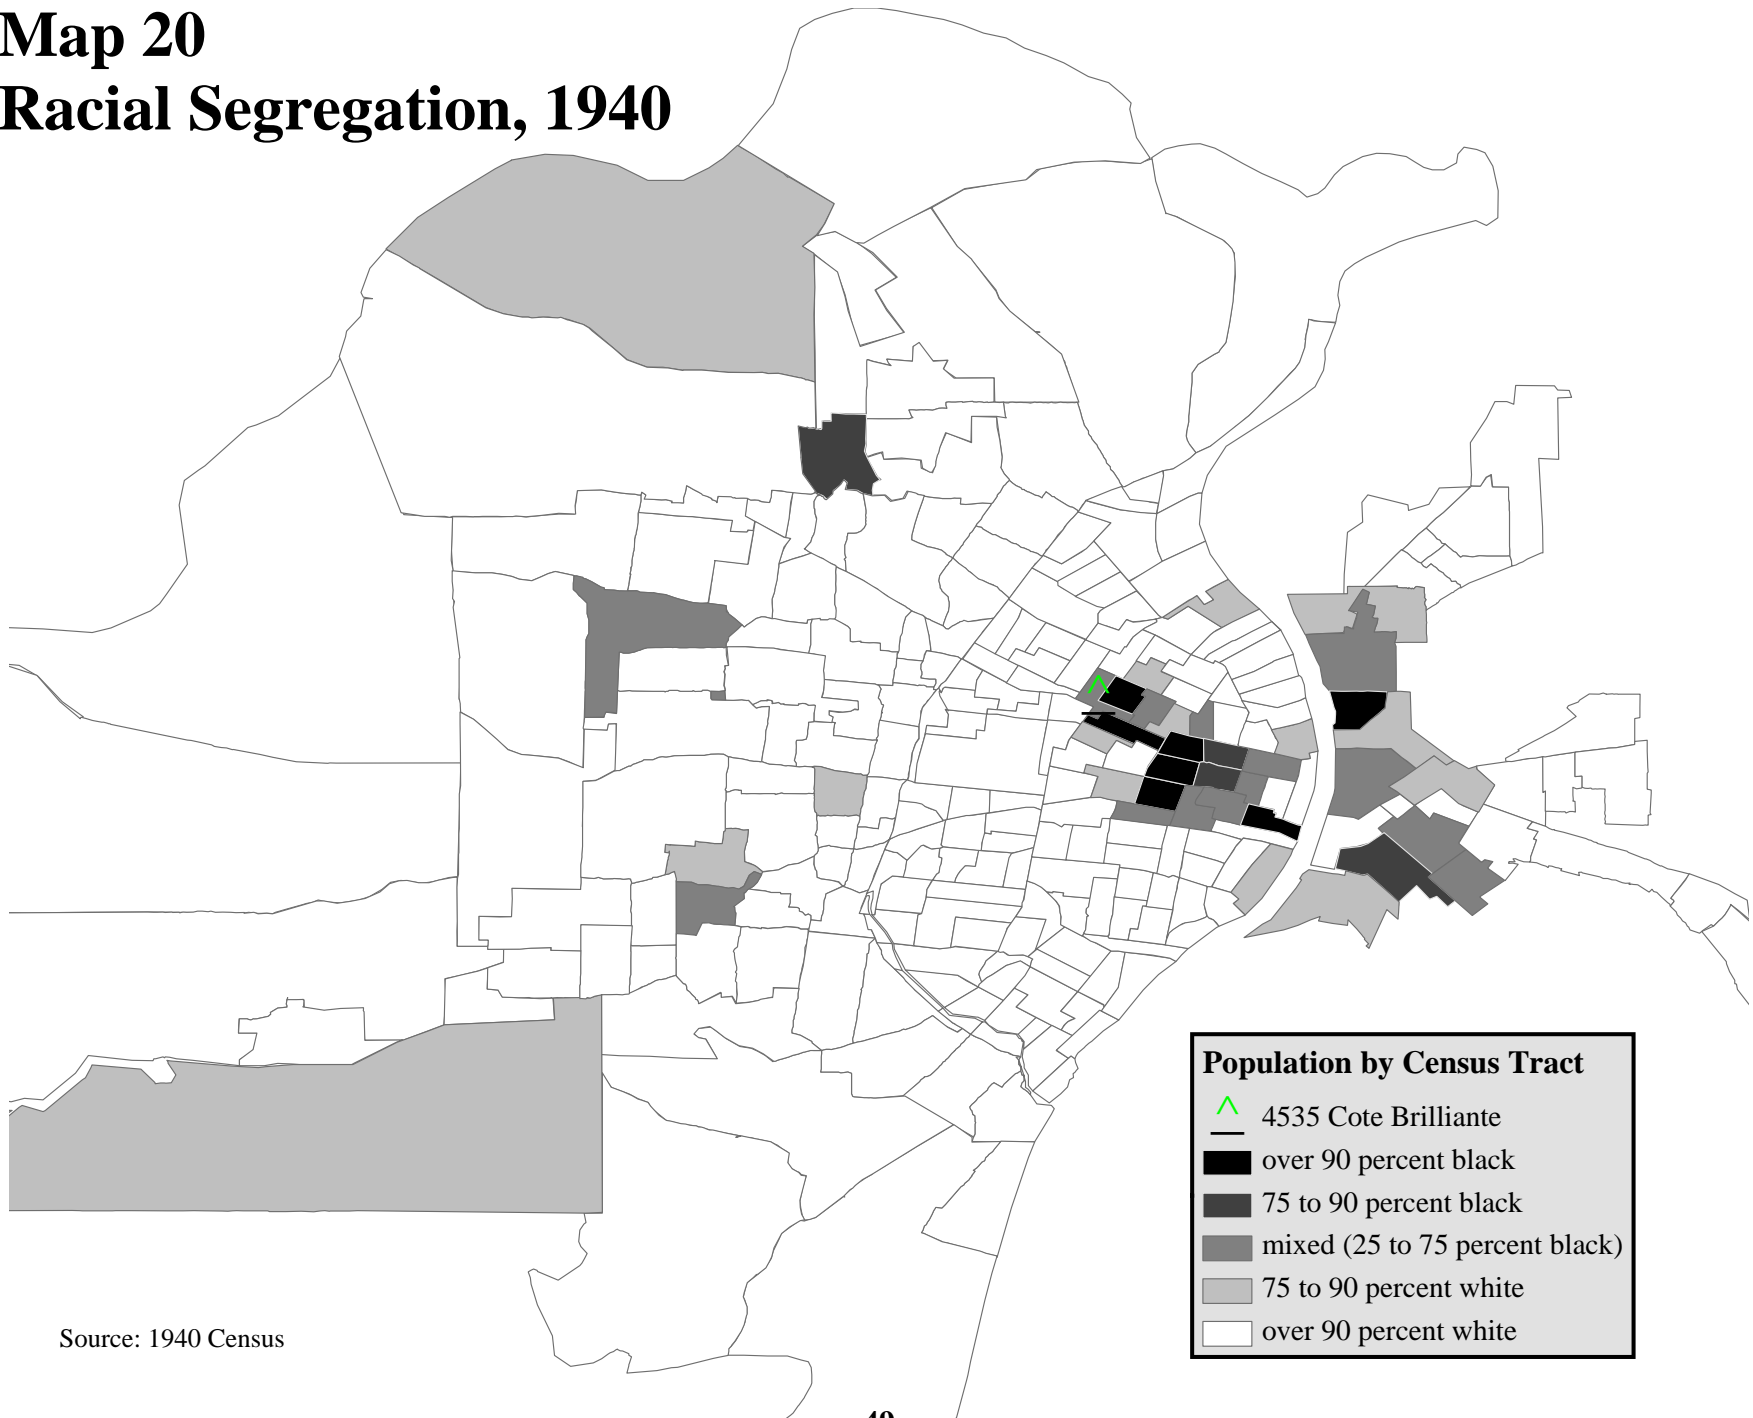 Map 20
Racial Segregation, 1940
Population by Census Tract
4535 Cote Brilliante
over 90 percent black
75 to 90 percent black
mixed (25 to 75 percent black)
75 to 90 percent white
over 90 percent white
Source: 1940 Census